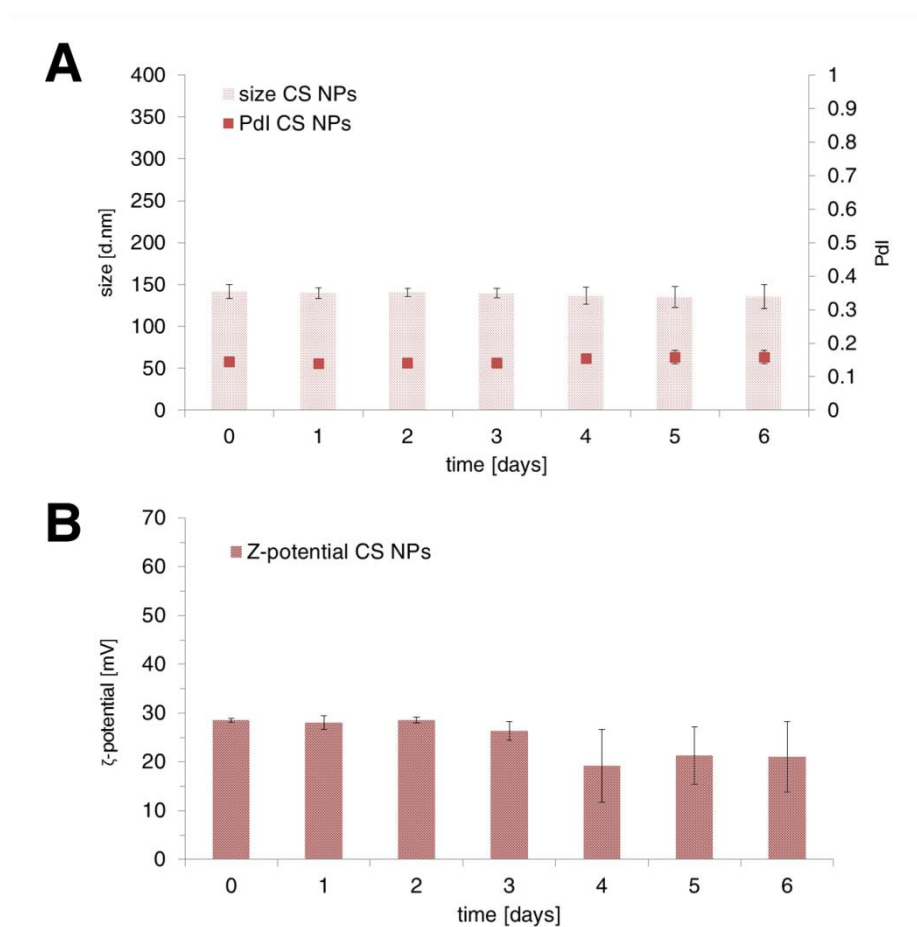 A
size CS NPs
PdI CS NPs
size [d.nm]
400
350
300
250
200
150
100
50
0
1
0.9
0.8
0.7
0.6
0.5
0.4
0.3
0.2
0.1
0
PdI
0 1 2 3 4 5 6
time [days]
B
Z-potential CS NPs
ζ-potential [mV]
70
60
50
40
30
20
10
0
0 1 2 3 4 5 6
time [days]